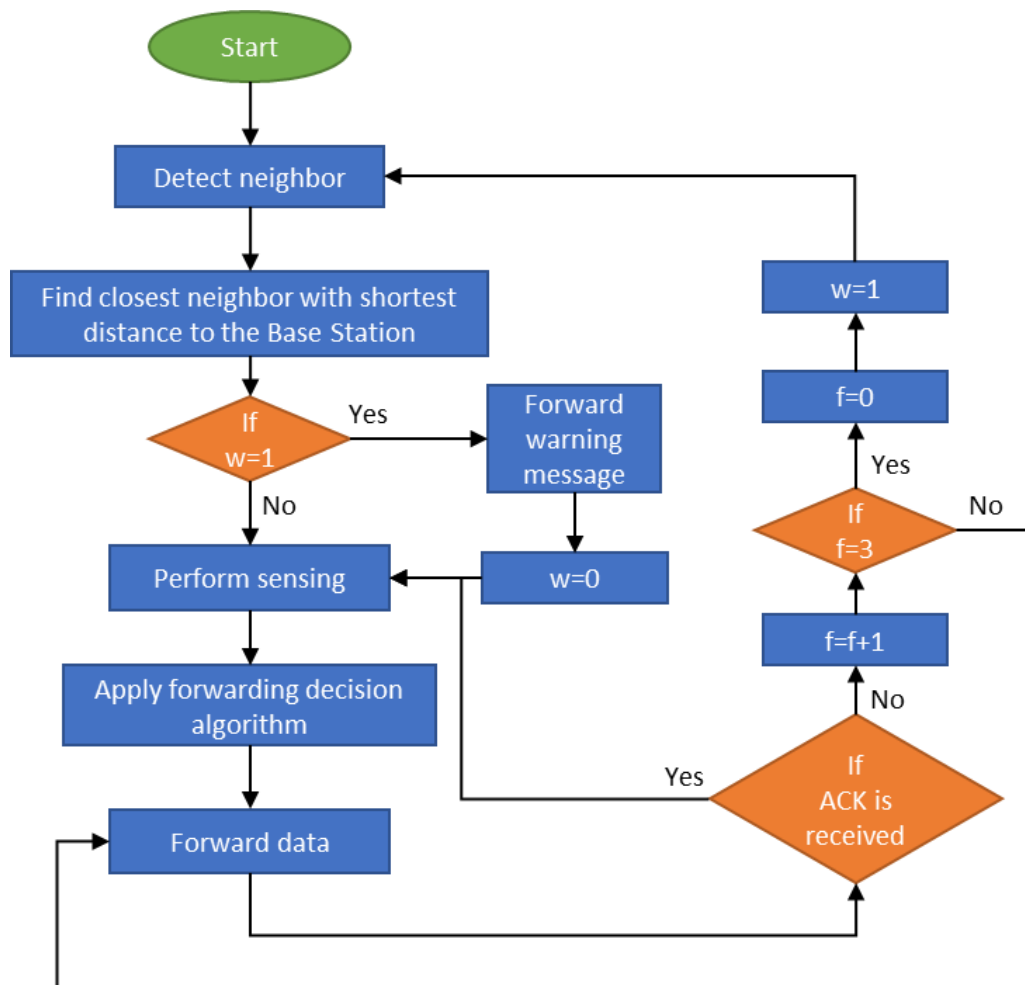 Start
Detect neighbor
Find closest neighbor with shortest
distance to the Base Station
If
w=1
Yes
No
Forward
warning
message
w=0
Perform sensing
Apply forwarding decision
algorithm
Forward data
w=1
f=0
Yes
If
f=3
No
f=f+1
No
Yes
If
ACK is
received